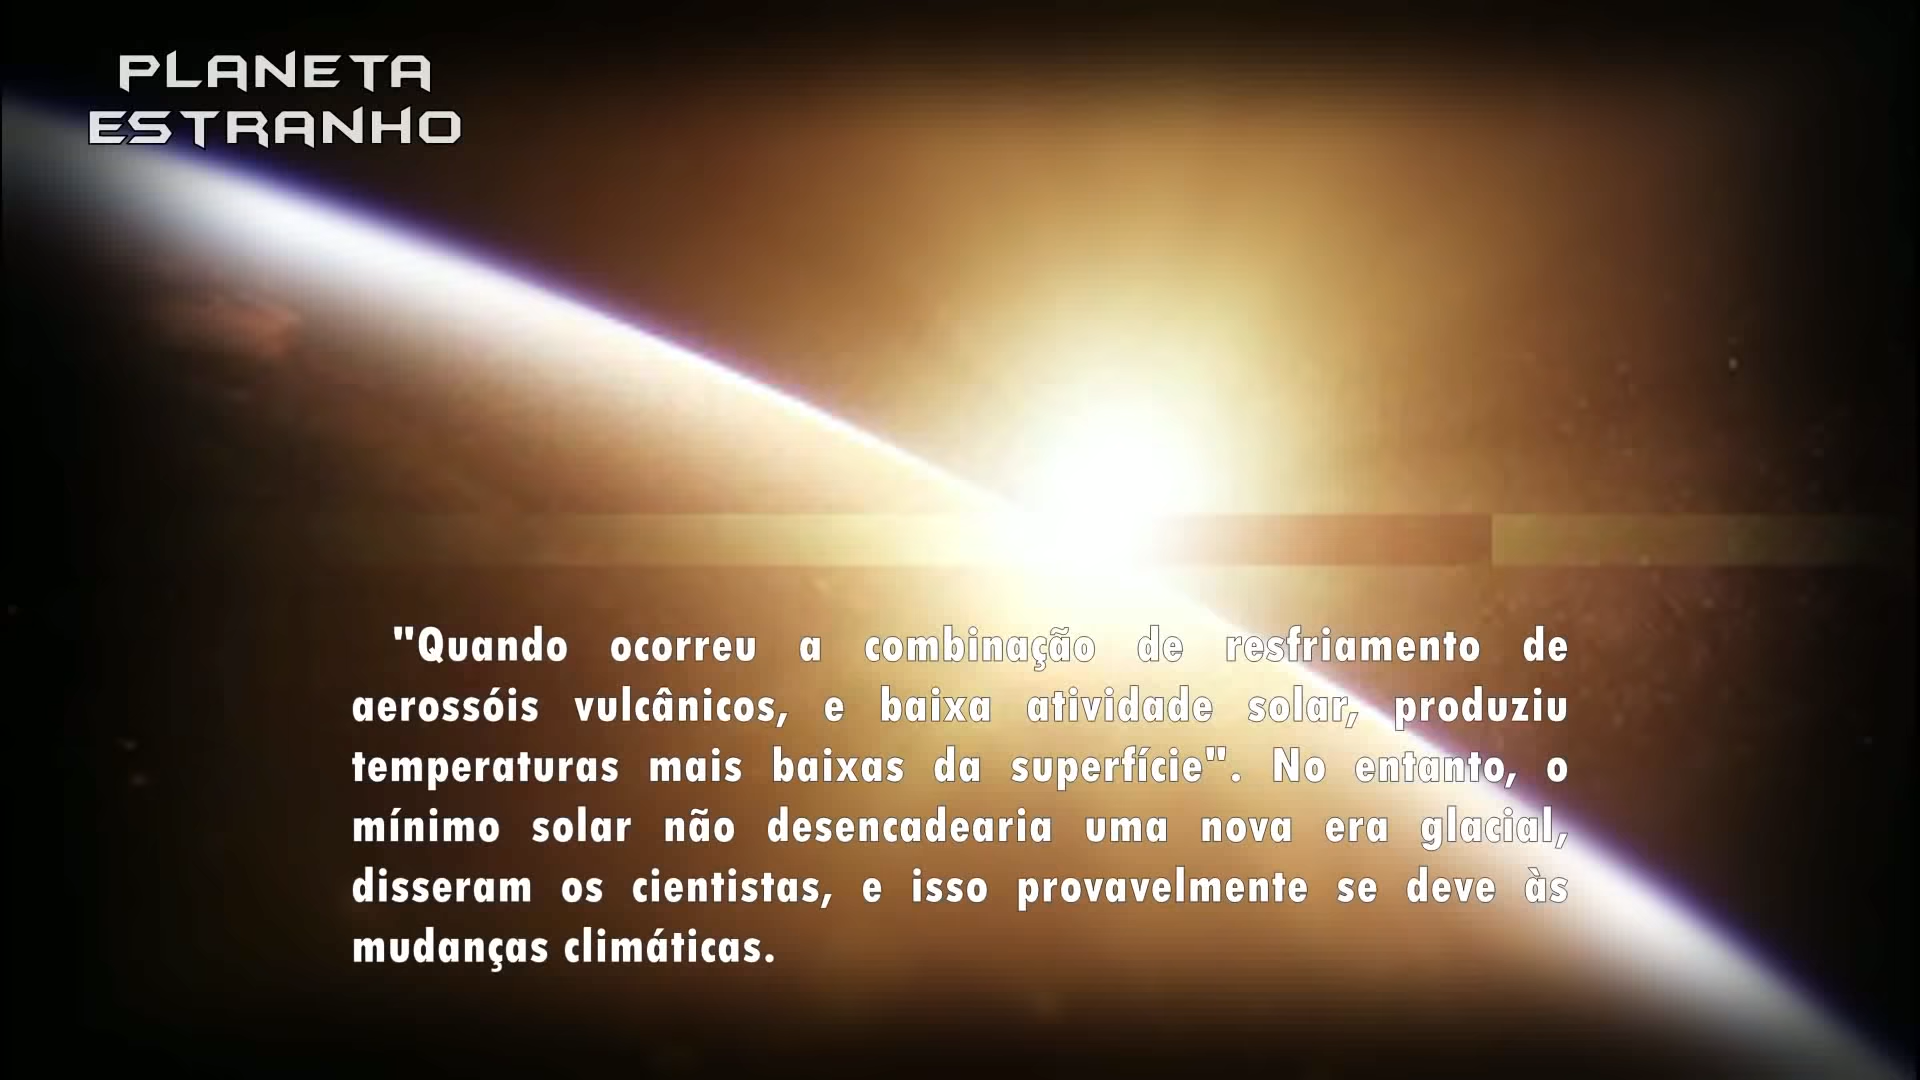 PLANETA
ESTRANHO
"Quando ocorreu a combinação de resfriamento de
aerossóis vulcânicos, e baixa atividade solar, produziu
temperaturas mais baixas da superfície". No entanto, o
mínimo solar não desencadearia uma nova era glacial,
disseram os cientistas, e isso provavelmente se deve às
mudanças climáticas.